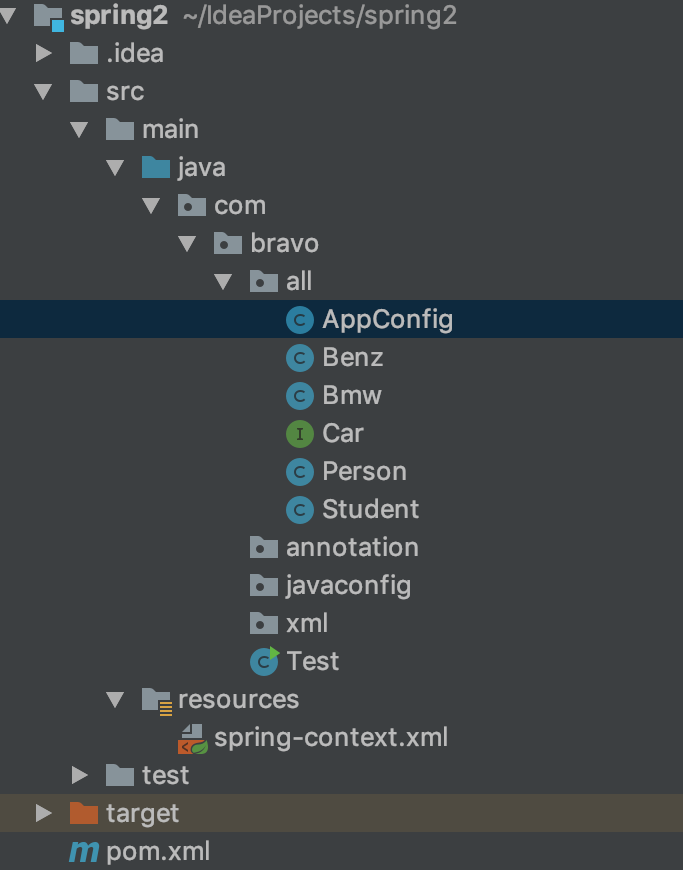 spring2 ~/IdeaProjects/spring2
.idea
src
main
java
com
bravo
all
C AppConfig
C Benz
C Bmw
I Car
C Person
C Student
annotation
javaconfig
xml
C Test
resources
spring-context.xml
test
target
m pom.xml